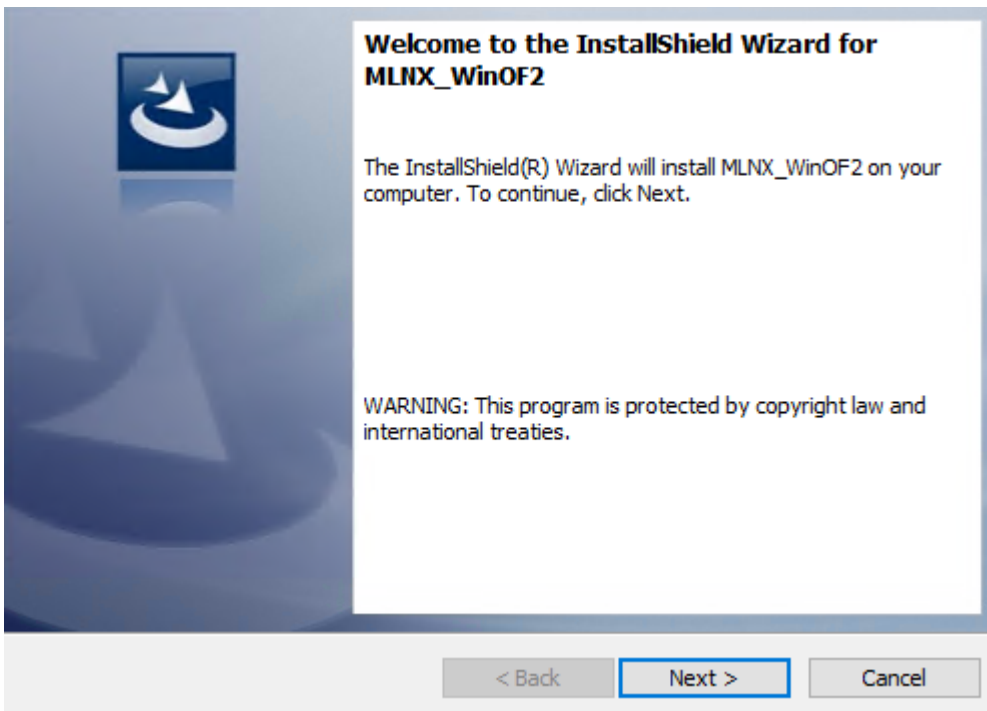 Welcome to the InstallShield Wizard for
MLNX_WinOF2
The InstallShield(R) Wizard will install MLNX_WinOF2 on your
computer. To continue, click Next.
WARNING: This program is protected by copyright law and
international treaties.
< Back
Next >
Cancel